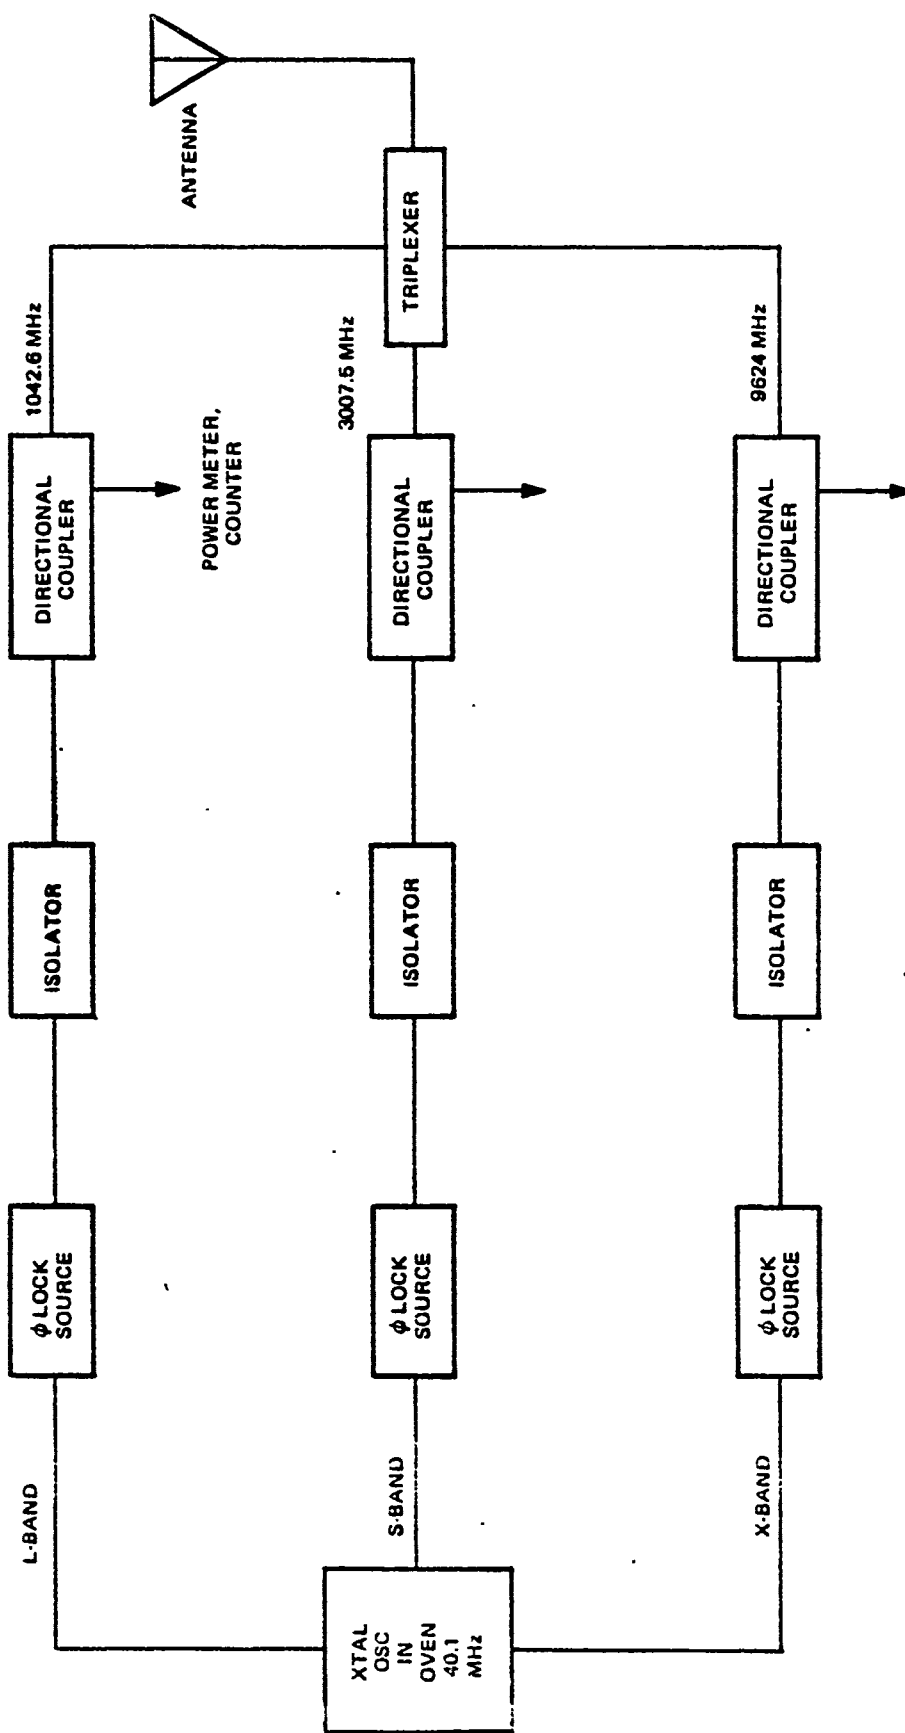 XTAL
OSC
IN
OVEN
40.1
MHz
L-BAND
ϕ LOCK
SOURCE
ISOLATOR
DIRECTIONAL
COUPLER
1042.6 MHz
POWER METER,
COUNTER
S-BAND
ϕ LOCK
SOURCE
ISOLATOR
DIRECTIONAL
COUPLER
3007.5 MHz
TRIPLEXER
ANTENNA
X-BAND
ϕ LOCK
SOURCE
ISOLATOR
DIRECTIONAL
COUPLER
9624 MHz